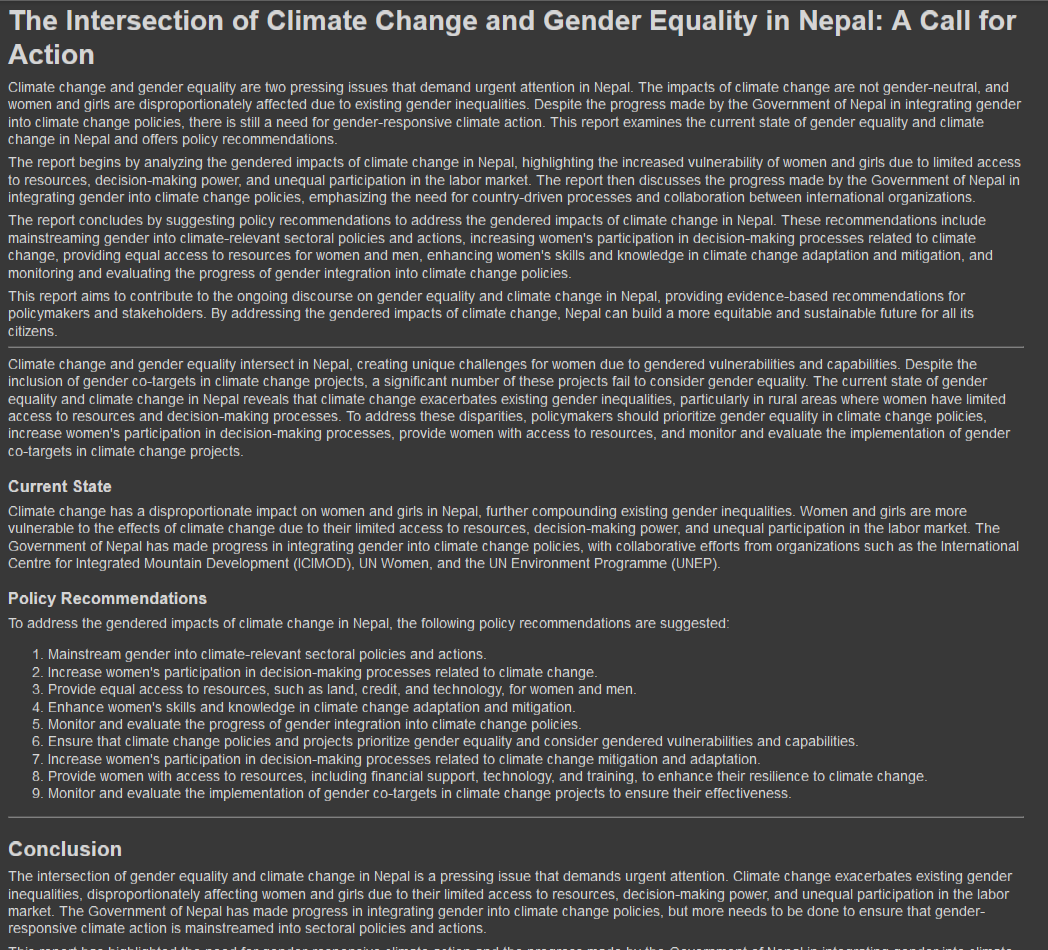 The Intersection of Climate Change and Gender Equality in Nepal: A Call for
Action
Climate change and gender equality are two pressing issues that demand urgent attention in Nepal. The impacts of climate change are not gender-neutral, and
women and girls are disproportionately affected due to existing gender inequalities. Despite the progress made by the Government of Nepal in integrating gender
into climate change policies, there is still a need for gender-responsive climate action. This report examines the current state of gender equality and climate
change in Nepal and offers policy recommendations.
The report begins by analyzing the gendered impacts of climate change in Nepal, highlighting the increased vulnerability of women and girls due to limited access
to resources, decision-making power, and unequal participation in the labor market. The report then discusses the progress made by the Government of Nepal in
integrating gender into climate change policies, emphasizing the need for country-driven processes and collaboration between international organizations.
The report concludes by suggesting policy recommendations to address the gendered impacts of climate change in Nepal. These recommendations include
mainstreaming gender into climate-relevant sectoral policies and actions, increasing women's participation in decision-making processes related to climate
change, providing equal access to resources for women and men, enhancing women's skills and knowledge in climate change adaptation and mitigation, and
monitoring and evaluating the progress of gender integration into climate change policies.
This report aims to contribute to the ongoing discourse on gender equality and climate change in Nepal, providing evidence-based recommendations for
policymakers and stakeholders. By addressing the gendered impacts of climate change, Nepal can build a more equitable and sustainable future for all its
citizens.
Climate change and gender equality intersect in Nepal, creating unique challenges for women due to gendered vulnerabilities and capabilities. Despite the
inclusion of gender co-targets in climate change projects, a significant number of these projects fail to consider gender equality. The current state of gender
equality and climate change in Nepal reveals that climate change exacerbates existing gender inequalities, particularly in rural areas where women have limited
access to resources and decision-making processes. To address these disparities, policymakers should prioritize gender equality in climate change policies,
increase women's participation in decision-making processes, provide women with access to resources, and monitor and evaluate the implementation of gender
co-targets in climate change projects.
Current State
Climate change has a disproportionate impact on women and girls in Nepal, further compounding existing gender inequalities. Women and girls are more
vulnerable to the effects of climate change due to their limited access to resources, decision-making power, and unequal participation in the labor market. The
Government of Nepal has made progress in integrating gender into climate change policies, with collaborative efforts from organizations such as the International
Centre for Integrated Mountain Development (ICIMOD), UN Women, and the UN Environment Programme (UNEP).
Policy Recommendations
To address the gendered impacts of climate change in Nepal, the following policy recommendations are suggested:
1. Mainstream gender into climate-relevant sectoral policies and actions.
2. Increase women's participation in decision-making processes related to climate change.
3. Provide equal access to resources, such as land, credit, and technology, for women and men.
4. Enhance women's skills and knowledge in climate change adaptation and mitigation.
5. Monitor and evaluate the progress of gender integration into climate change policies.
6. Ensure that climate change policies and projects prioritize gender equality and consider gendered vulnerabilities and capabilities.
7. Increase women's participation in decision-making processes related to climate change mitigation and adaptation.
8. Provide women with access to resources, including financial support, technology, and training, to enhance their resilience to climate change.
9. Monitor and evaluate the implementation of gender co-targets in climate change projects to ensure their effectiveness.
Conclusion
The intersection of gender equality and climate change in Nepal is a pressing issue that demands urgent attention. Climate change exacerbates existing gender
inequalities, disproportionately affecting women and girls due to their limited access to resources, decision-making power, and unequal participation in the labor
market. The Government of Nepal has made progress in integrating gender into climate change policies, but more needs to be done to ensure that gender-
responsive climate action is mainstreamed into sectoral policies and actions.